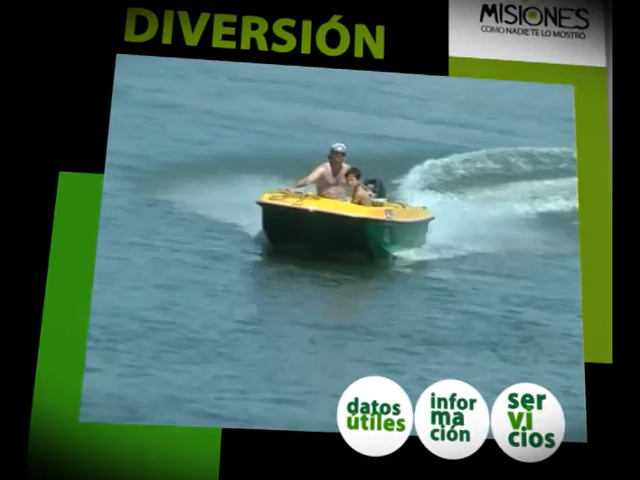 DIVERSIÓN
MISIONES
COMO NADIE TE LO MOSTRÓ
datos
útiles
infor
ma
ción
ser
vi
cios